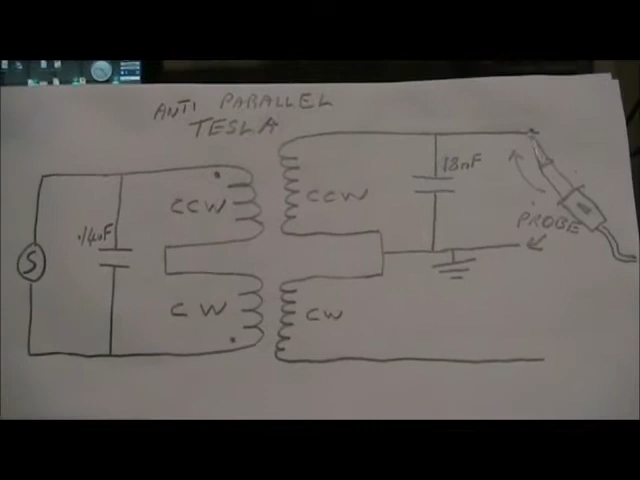 ANTI PARALLEL
TESLA
18nF
CCW
CCW
PROBE
.14uF
S
CW
CW